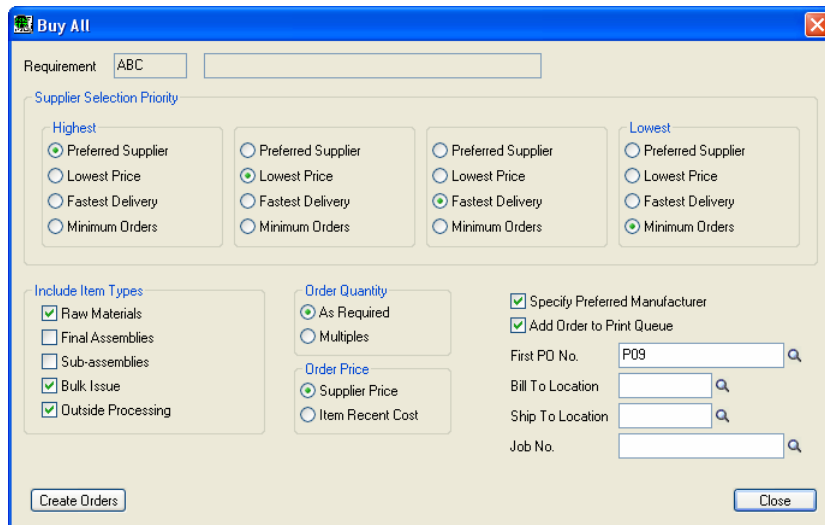 Buy All
Requirement ABC
Supplier Selection Priority
Highest Lowest
Preferred Supplier Preferred Supplier Preferred Supplier Preferred Supplier
Lowest Price Lowest Price Lowest Price Lowest Price
Fastest Delivery Fastest Delivery Fastest Delivery Fastest Delivery
Minimum Orders Minimum Orders Minimum Orders Minimum Orders
Include Item Types
Raw Materials
Final Assemblies
Sub-assemblies
Bulk Issue
Outside Processing
Order Quantity
As Required
Multiples
Order Price
Supplier Price
Item Recent Cost
Specify Preferred Manufacturer
Add Order to Print Queue
First PO No. P09
Bill To Location
Ship To Location
Job No.
Create Orders Close